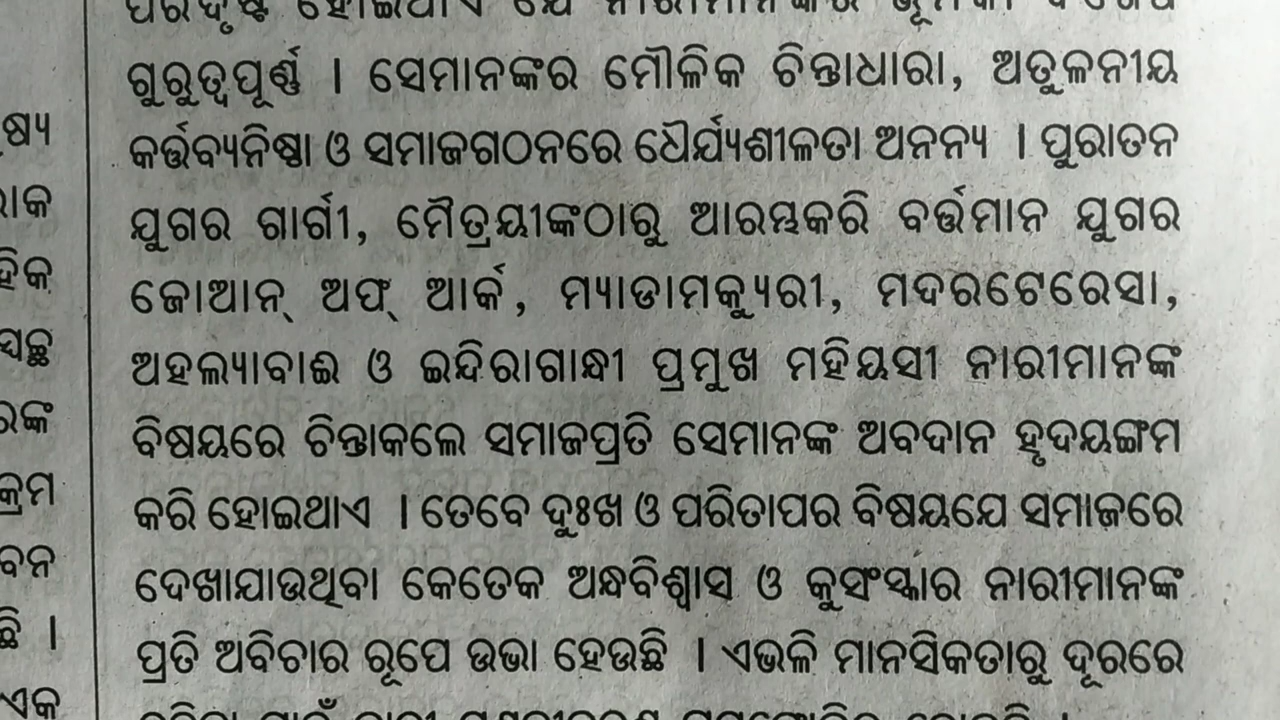 ଗୁରୁତ୍ୱପୂର୍ଣ୍ଣ । ସେମାନଙ୍କର ମୌଳିକ ଚିନ୍ତାଧାରା, ଅତୁଳନୀୟ
କର୍ତ୍ତବ୍ୟନିଷ୍ଠା ଓ ସମାଜଗଠନରେ ଧୈର୍ଯ୍ୟଶୀଳତା ଅନନ୍ୟ । ପୁରାତନ
ଯୁଗର ଗାର୍ଗୀ, ମୈତ୍ରୟୀଙ୍କଠାରୁ ଆରମ୍ଭକରି ବର୍ତ୍ତମାନ ଯୁଗର
ଜୋଆନ୍ ଅଫ୍ ଆର୍କ, ମ୍ୟାଡାମକ୍ୟୁରୀ, ମଦରଟେରେସା,
ଅହଲ୍ୟାବାଈ ଓ ଇନ୍ଦିରାଗାନ୍ଧୀ ପ୍ରମୁଖ ମହିୟସୀ ନାରୀମାନଙ୍କ
ବିଷୟରେ ଚିନ୍ତାକଲେ ସମାଜପ୍ରତି ସେମାନଙ୍କ ଅବଦାନ ହୃଦୟଙ୍ଗମ
କରି ହୋଇଥାଏ । ତେବେ ଦୁଃଖ ଓ ପରିତାପର ବିଷୟଯେ ସମାଜରେ
ଦେଖାଯାଉଥିବା କେତେକ ଅନ୍ଧବିଶ୍ୱାସ ଓ କୁସଂସ୍କାର ନାରୀମାନଙ୍କ
ପ୍ରତି ଅବିଚାର ରୂପେ ଉଭା ହେଉଛି । ଏଭଳି ମାନସିକତାରୁ ଦୂରରେ